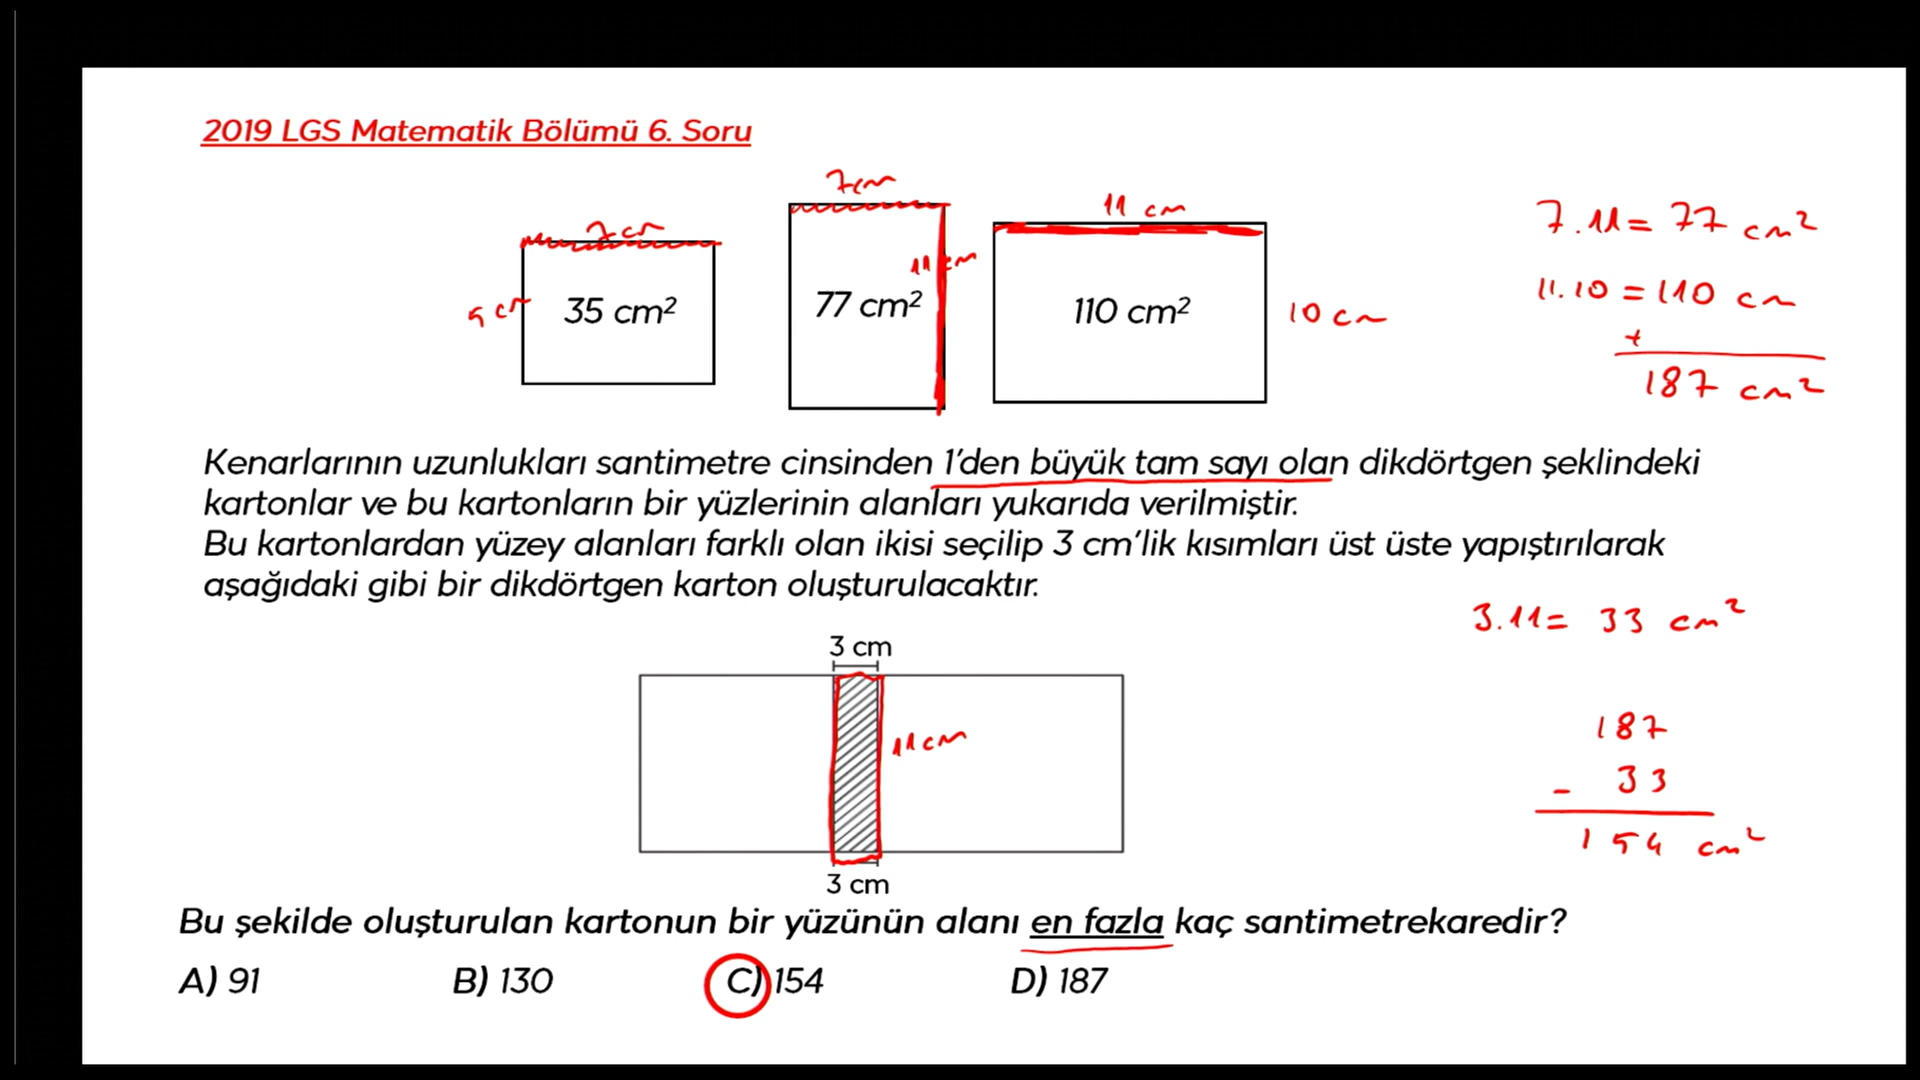 2019 LGS Matematik Bölümü 6. Soru
7cm
7cm
11 cm
7.11= 77 cm²
5 cm
35 cm²
77 cm²
11 cm
110 cm²
10 cm
11.10 = 110 cm
+
187 cm²
Kenarlarının uzunlukları santimetre cinsinden 1'den büyük tam sayı olan dikdörtgen şeklindeki
kartonlar ve bu kartonların bir yüzlerinin alanları yukarıda verilmiştir.
Bu kartonlardan yüzey alanları farklı olan ikisi seçilip 3 cm'lik kısımları üst üste yapıştırılarak
aşağıdaki gibi bir dikdörtgen karton oluşturulacaktır.
3.11= 33 cm²
3 cm
11cm
187
- 33
154 cm²
3 cm
Bu şekilde oluşturulan kartonun bir yüzünün alanı en fazla kaç santimetrekaredir?
A) 91 B) 130 C) 154 D) 187